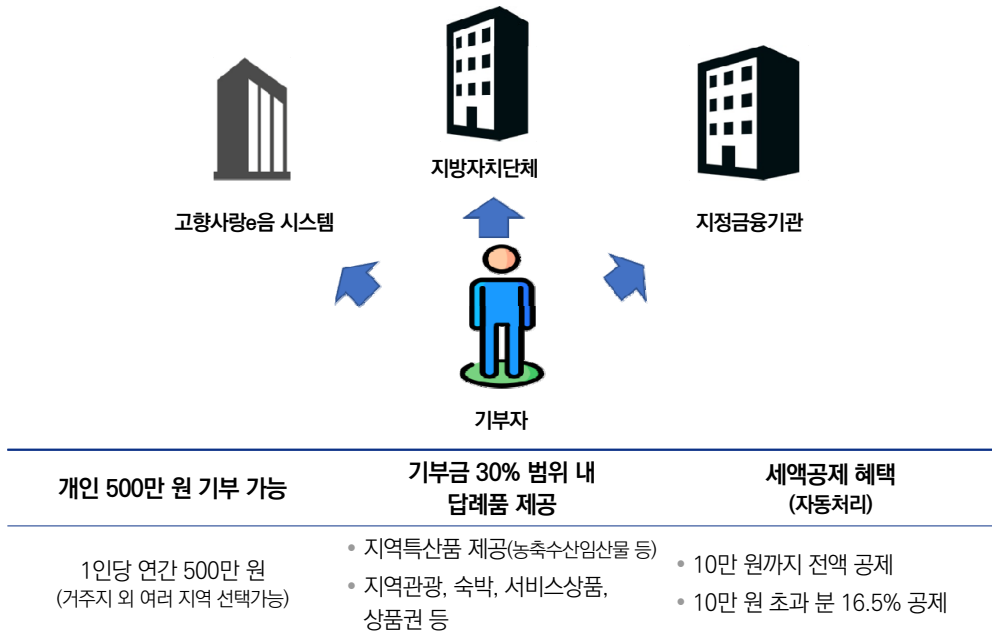 지방자치단체
고향사랑e음 시스템
지정금융기관
기부자
개인 500만 원 기부 가능
기부금 30% 범위 내
답례품 제공
세액공제 혜택
(자동처리)
1인당 연간 500만 원
(거주지 외 여러 지역 선택가능)
• 지역특산품 제공(농축수산임산물 등)
• 지역관광, 숙박, 서비스상품,
상품권 등
• 10만 원까지 전액 공제
• 10만 원 초과 분 16.5% 공제